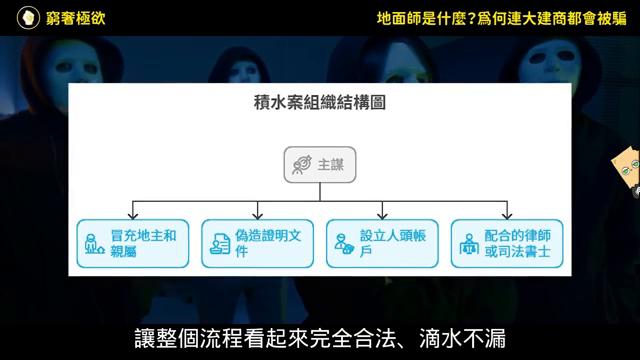 窮奢極欲
地面師是什麼?為何連大建商都會被騙
積水案組織結構圖
主謀
冒充地主和
親屬
偽造證明文
件
設立人頭帳
戶
配合的律師
或司法書士
讓整個流程看起來完全合法、滴水不漏